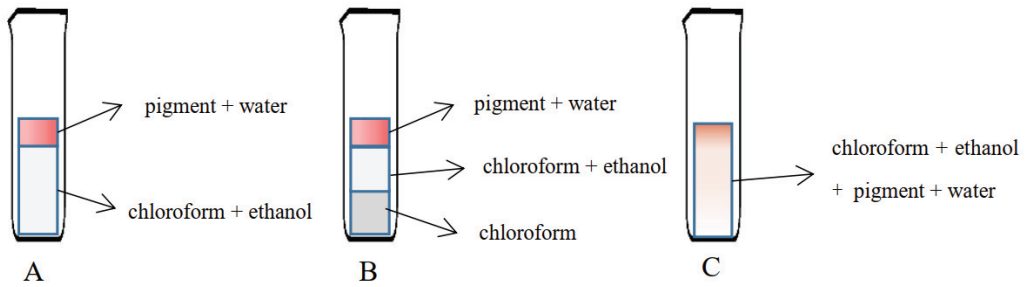 pigment + water
chloroform + ethanol
A
pigment + water
chloroform + ethanol
chloroform
B
chloroform + ethanol
+ pigment + water
C